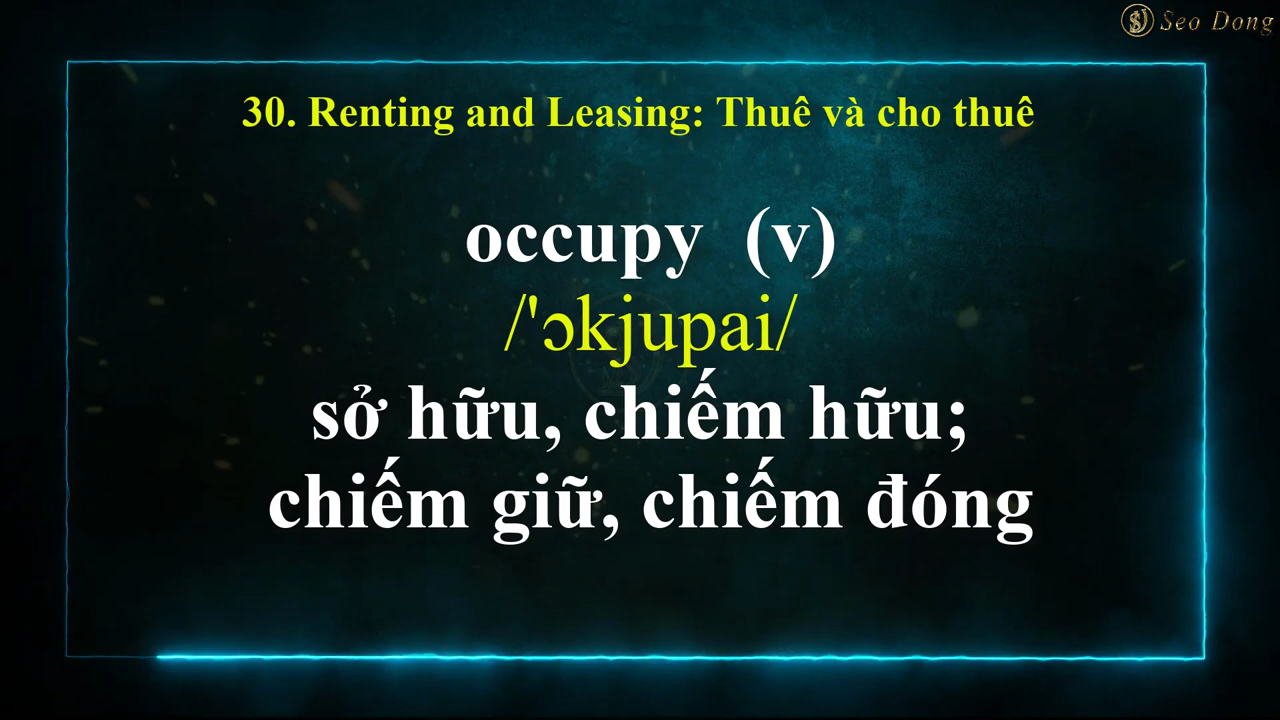 Seo Dong
30. Renting and Leasing: Thuê và cho thuê
occupy (v)
/'ɔkjupai/
sở hữu, chiếm hữu;
chiếm giữ, chiếm đóng